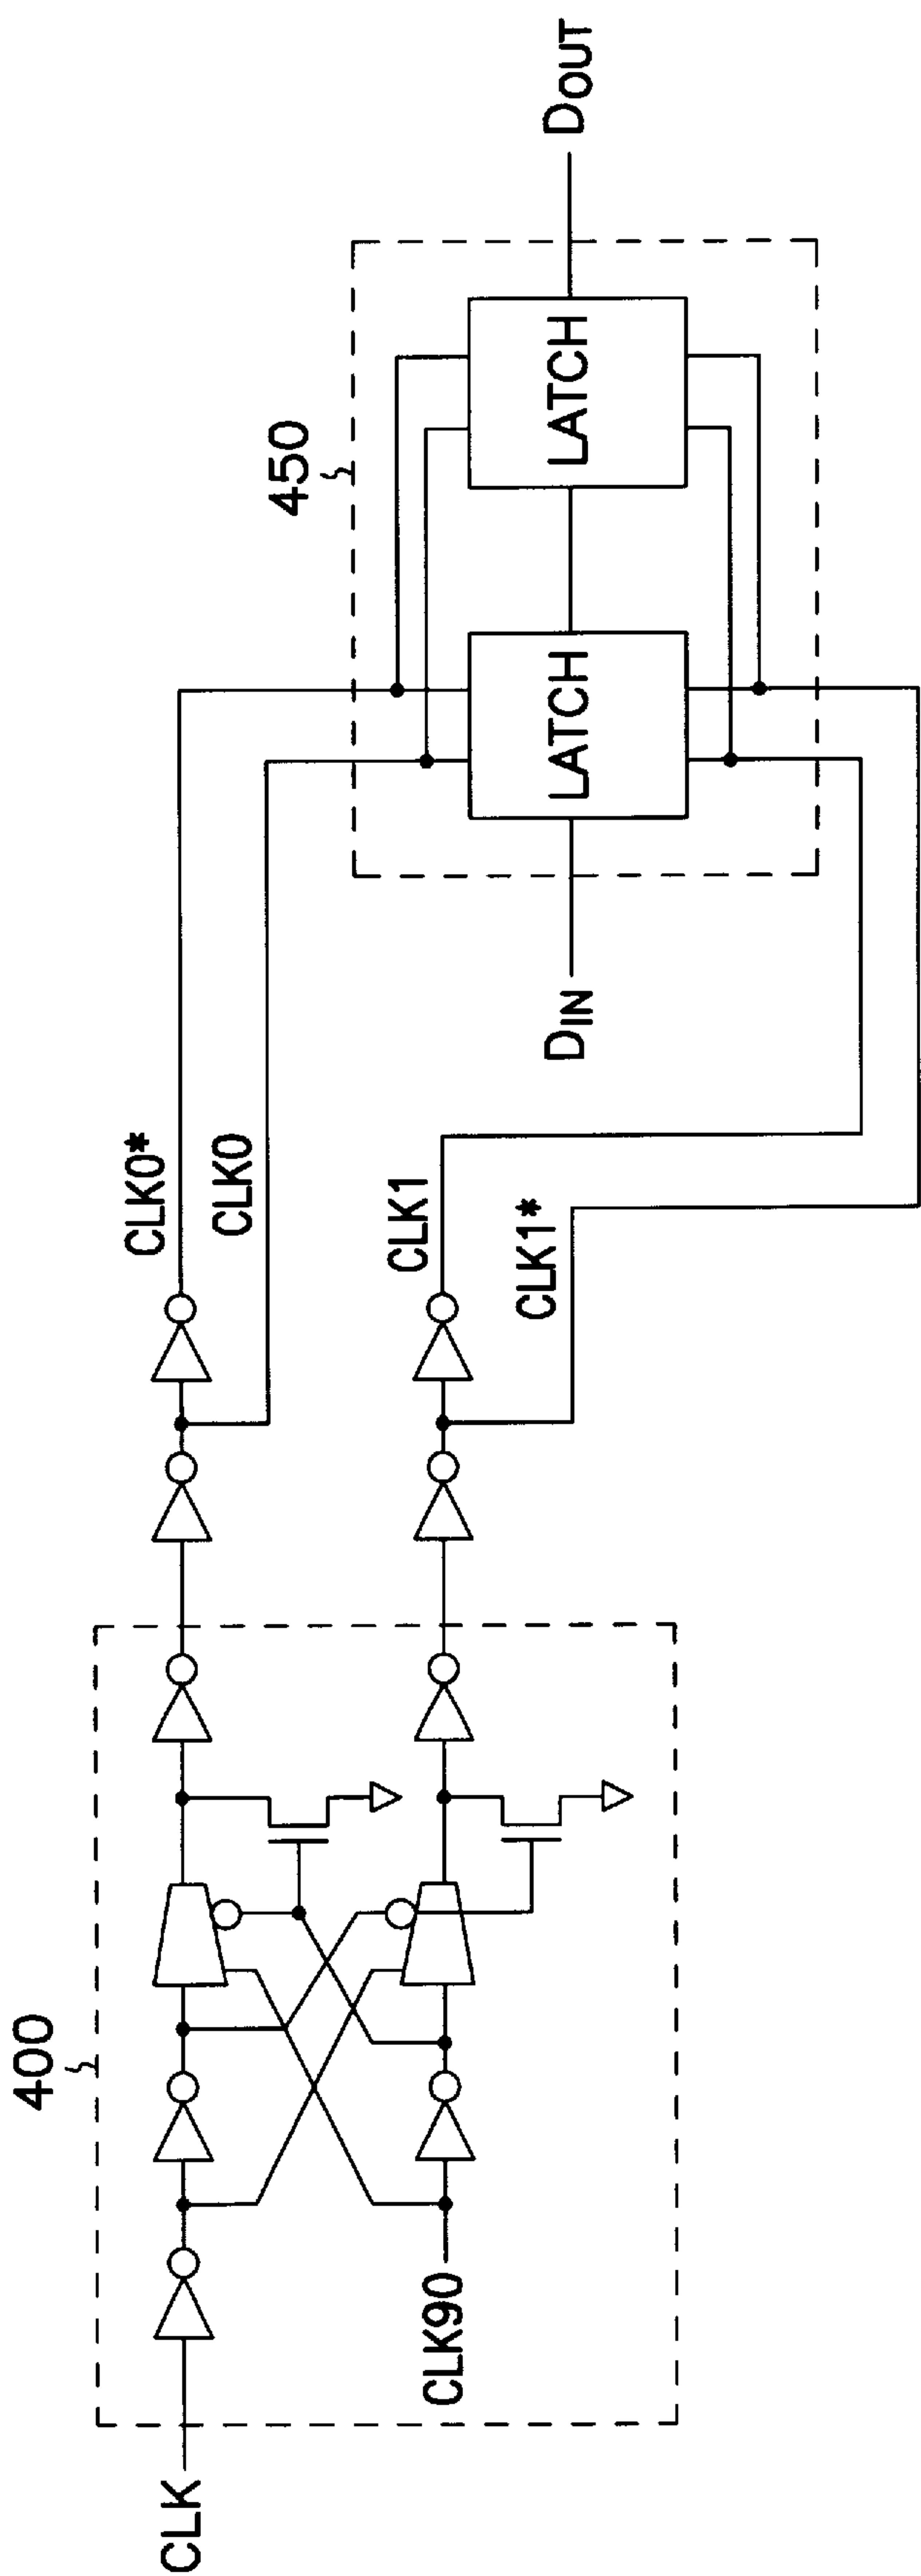 400
CLK
CLK90
CLK0*
CLK0
CLK1
CLK1*
450
DIN
LATCH
LATCH
DOUT